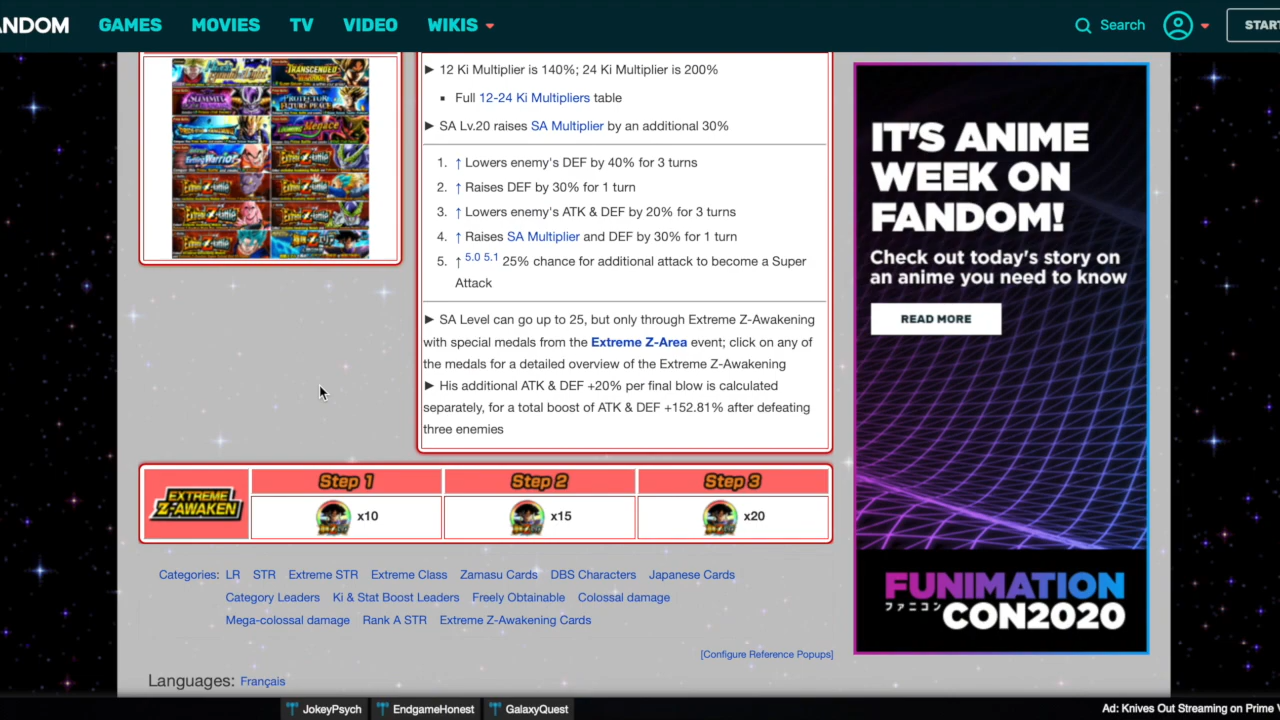 ANDOM GAMES MOVIES TV VIDEO WIKIS Search START
► 12 Ki Multiplier is 140%; 24 Ki Multiplier is 200%
▪ Full 12-24 Ki Multipliers table
► SA Lv.20 raises SA Multiplier by an additional 30%
1. ↑ Lowers enemy's DEF by 40% for 3 turns
2. ↑ Raises DEF by 30% for 1 turn
3. ↑ Lowers enemy's ATK & DEF by 20% for 3 turns
4. ↑ Raises SA Multiplier and DEF by 30% for 1 turn
5. ↑ 5.0 5.1 25% chance for additional attack to become a Super
Attack
► SA Level can go up to 25, but only through Extreme Z-Awakening
with special medals from the Extreme Z-Area event; click on any of
the medals for a detailed overview of the Extreme Z-Awakening
► His additional ATK & DEF +20% per final blow is calculated
separately, for a total boost of ATK & DEF +152.81% after defeating
three enemies
EXTREME
Z-AWAKEN
Step 1 Step 2 Step 3
x10 x15 x20
Categories: LR STR Extreme STR Extreme Class Zamasu Cards DBS Characters Japanese Cards
Category Leaders Ki & Stat Boost Leaders Freely Obtainable Colossal damage
Mega-colossal damage Rank A STR Extreme Z-Awakening Cards
[Configure Reference Popups]
Languages: Français
IT'S ANIME
WEEK ON
FANDOM!
Check out today's story on
an anime you need to know
READ MORE
FUNIMATION
ファニコン CON2020
JokeyPsych EndgameHonest GalaxyQuest Ad: Knives Out Streaming on Prime V